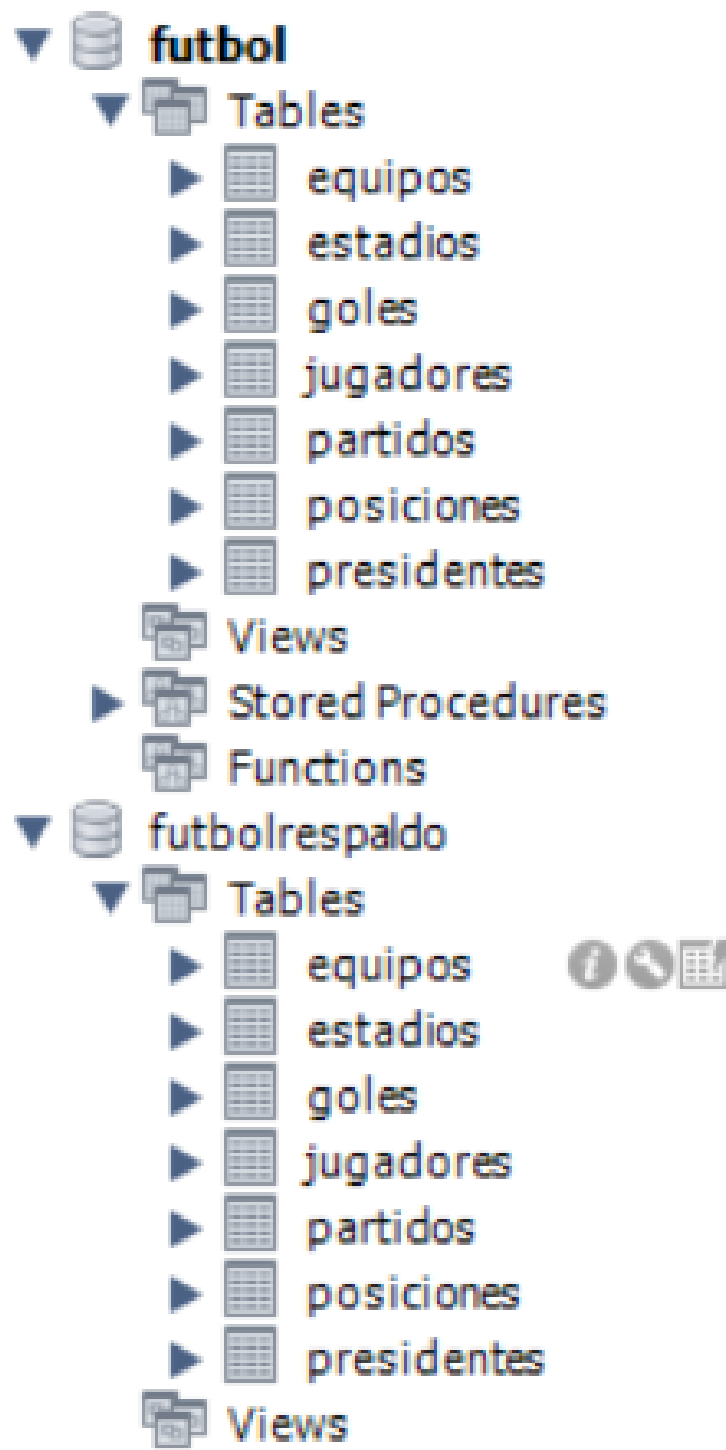 futbol
Tables
equipos
estadios
goles
jugadores
partidos
posiciones
presidentes
Views
Stored Procedures
Functions
futbolrespaldo
Tables
equipos
estadios
goles
jugadores
partidos
posiciones
presidentes
Views